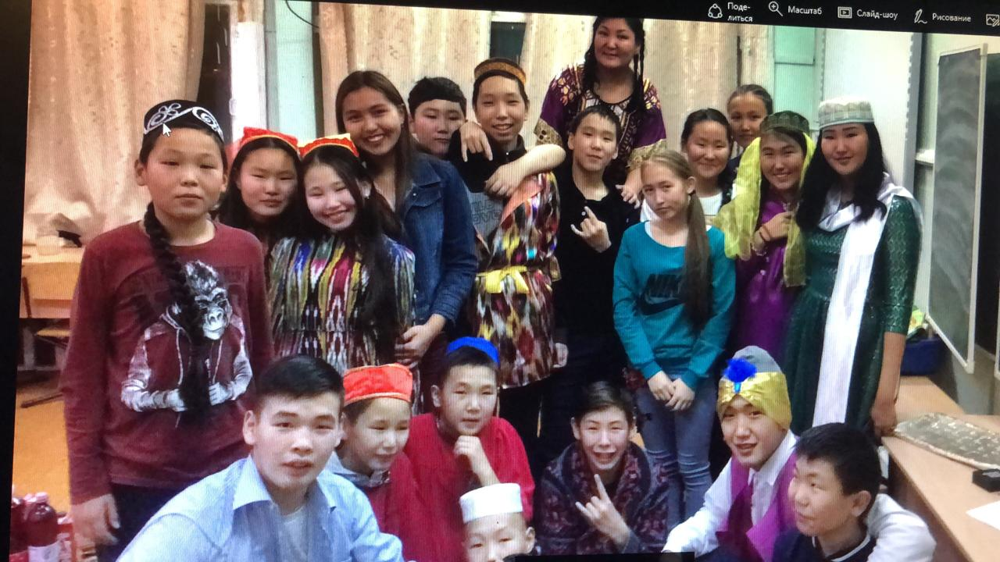 Поде-
литься
Масштаб
Слайд-шоу
Рисование
NIKE